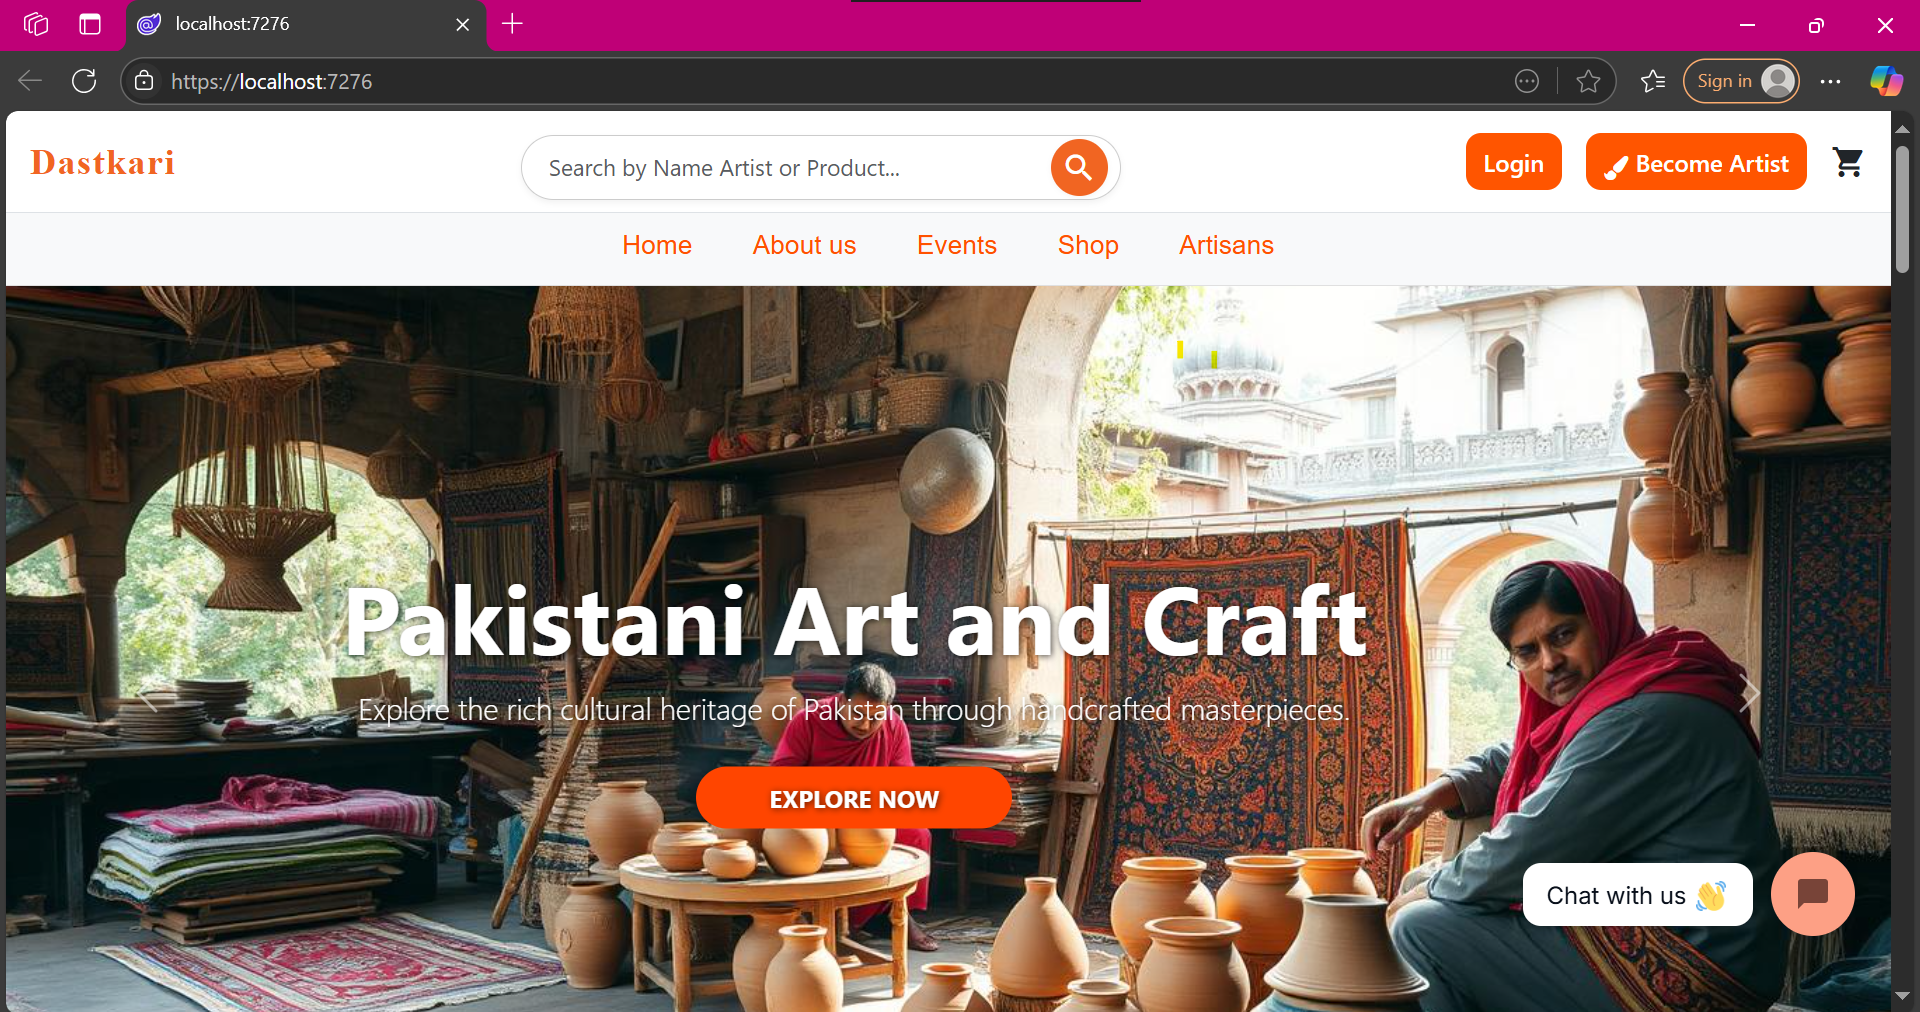 localhost:7276
https://localhost:7276
Sign in
Dastkari
Search by Name Artist or Product...
Login
Become Artist
Home
About us
Events
Shop
Artisans
Pakistani Art and Craft
Explore the rich cultural heritage of Pakistan through handcrafted masterpieces.
EXPLORE NOW
Chat with us 👋